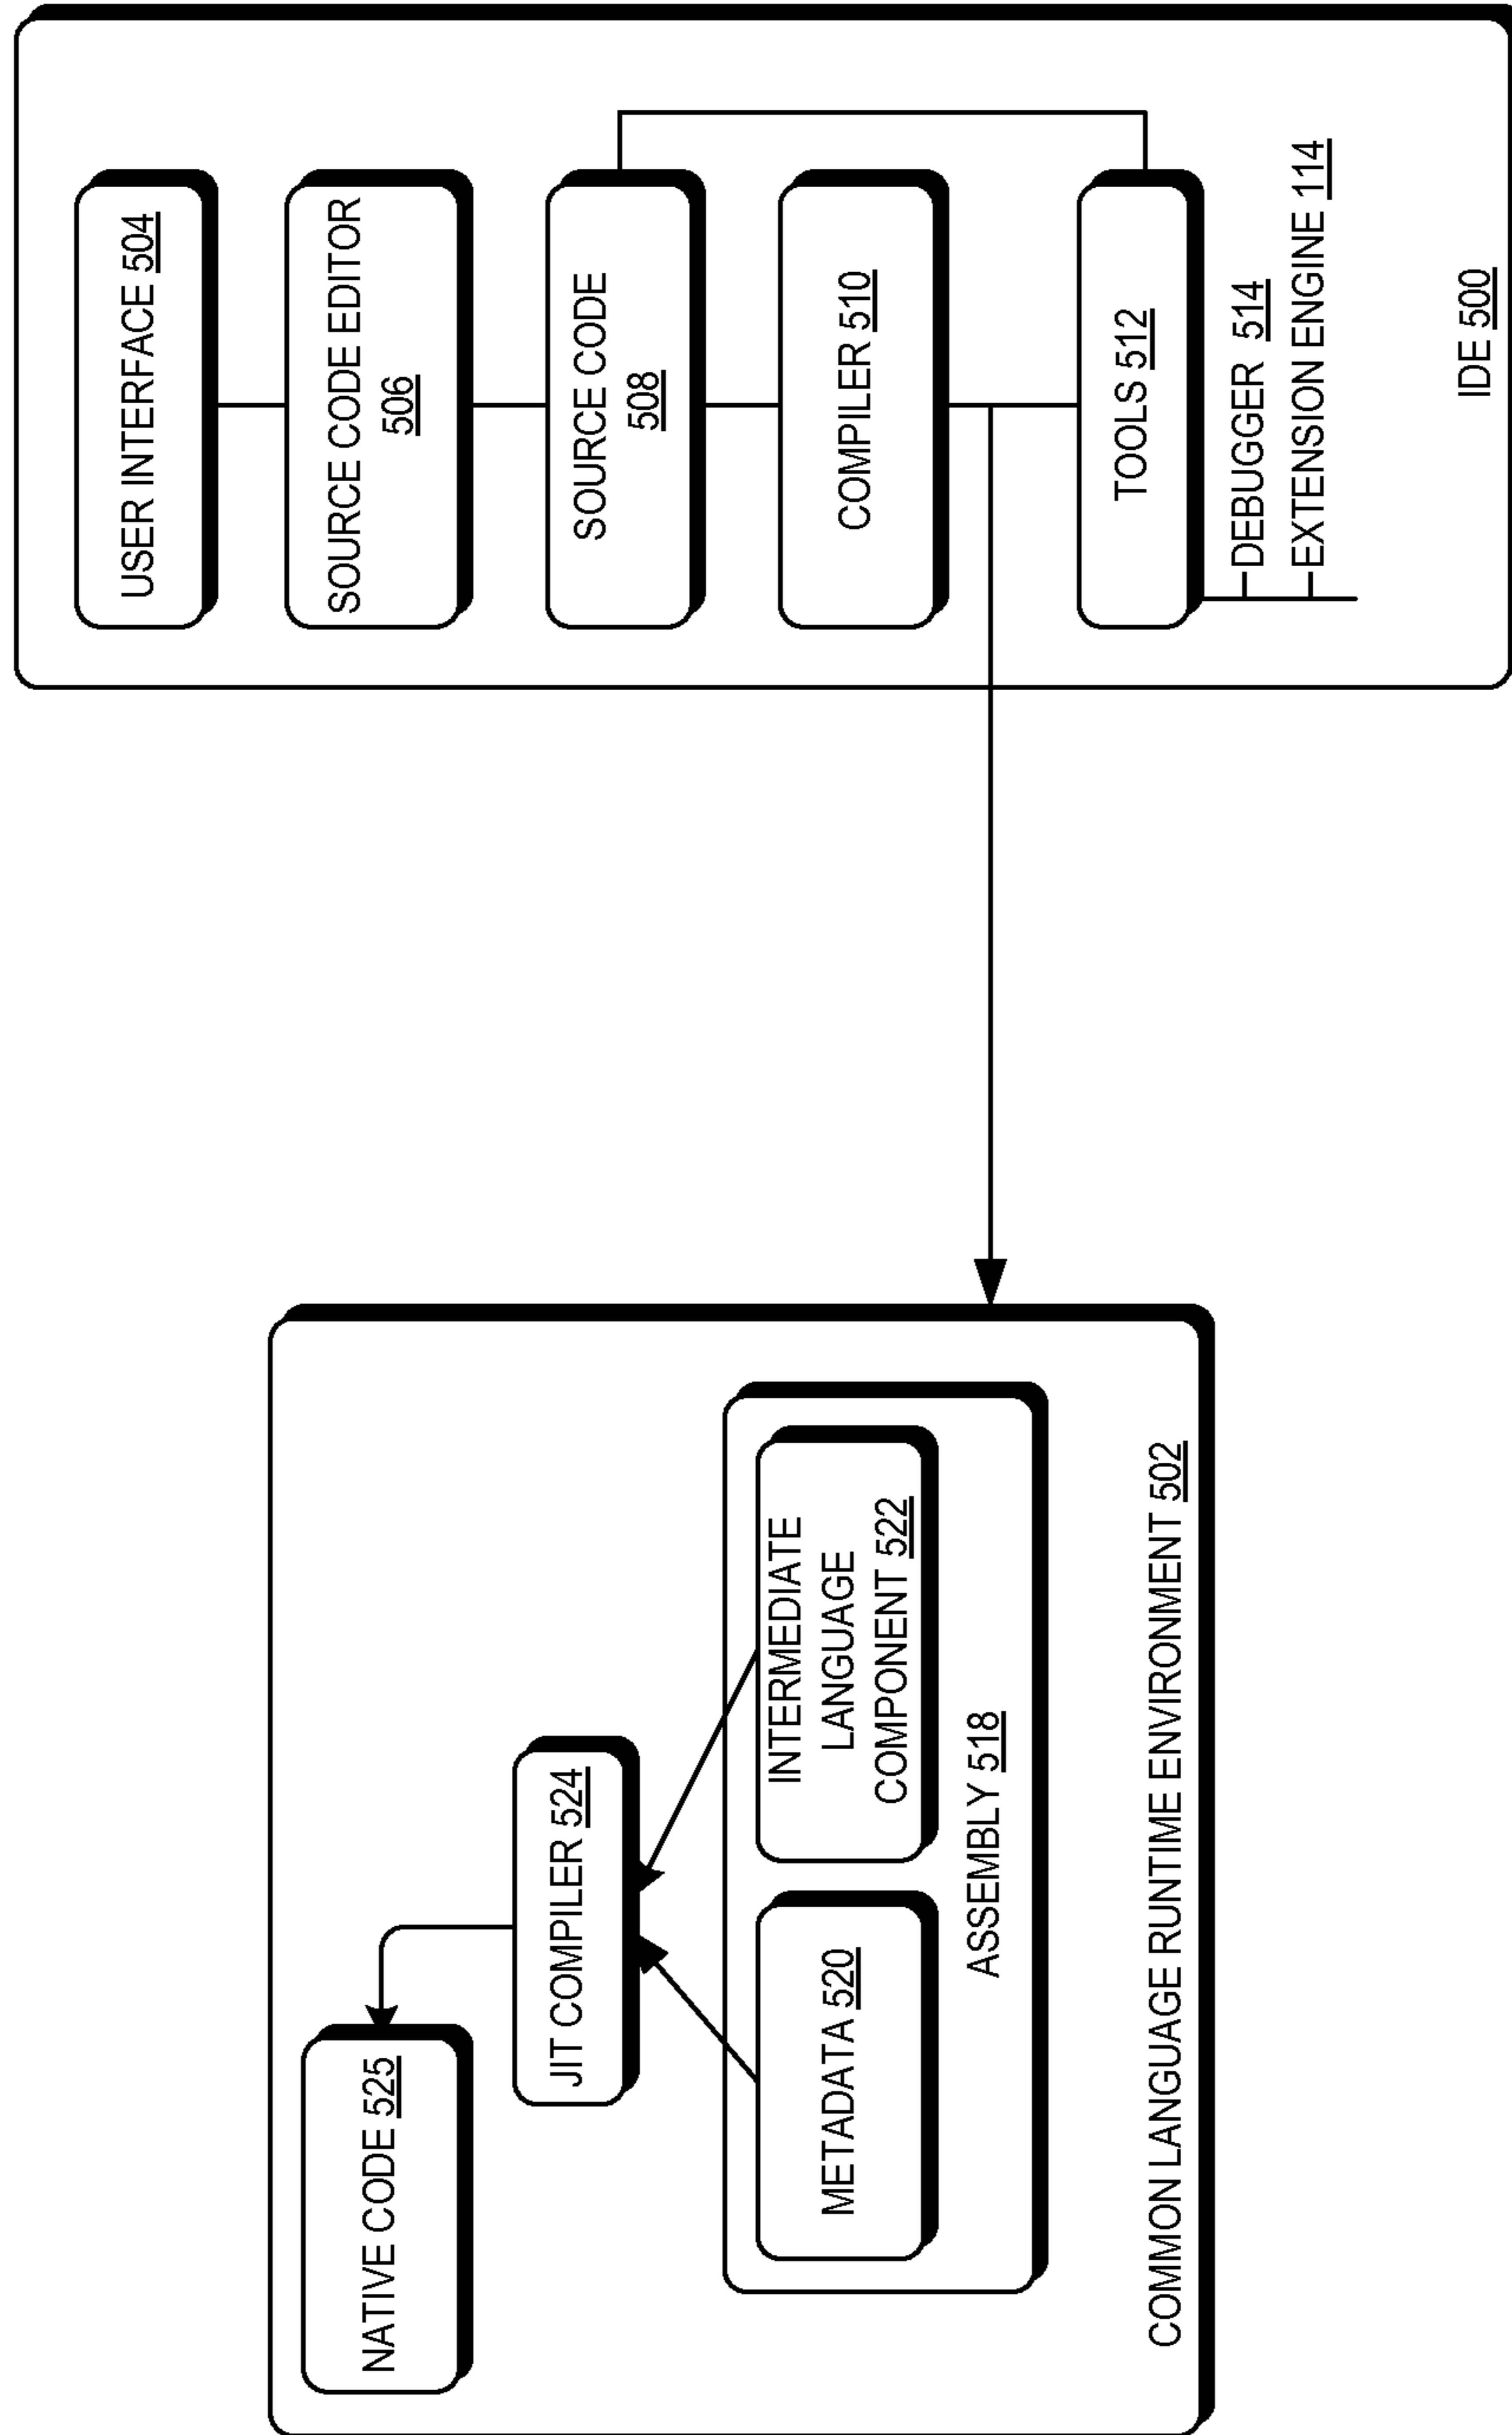 NATIVE CODE 525
JIT COMPILER 524
METADATA 520
INTERMEDIATE
LANGUAGE
COMPONENT 522
ASSEMBLY 518
COMMON LANGUAGE RUNTIME ENVIRONMENT 502
USER INTERFACE 504
SOURCE CODE EDITOR
506
SOURCE CODE
508
COMPILER 510
TOOLS 512
DEBUGGER 514
EXTENSION ENGINE 114
IDE 500